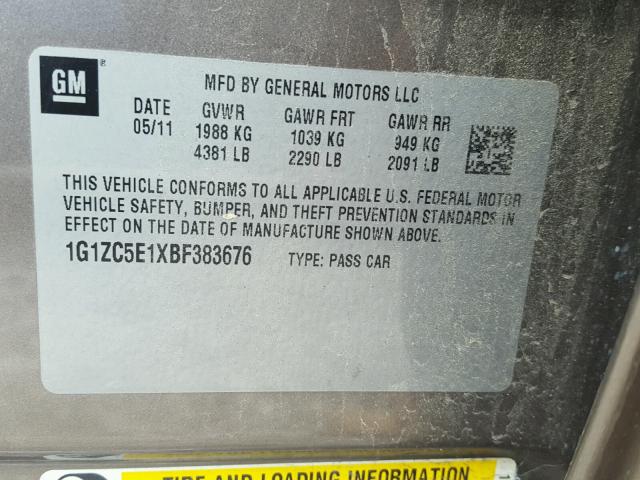 GM ®
MFD BY GENERAL MOTORS LLC
DATE GVWR GAWR FRT GAWR RR
05/11 1988 KG 1039 KG 949 KG
4381 LB 2290 LB 2091 LB
THIS VEHICLE CONFORMS TO ALL APPLICABLE U.S. FEDERAL MOTOR
VEHICLE SAFETY, BUMPER, AND THEFT PREVENTION STANDARDS IN
EFFECT ON THE DATE OF MANUFACTURE SHOWN ABOVE.
1G1ZC5E1XBF383676 TYPE: PASS CAR
TIRE AND LOADING INFORMATION